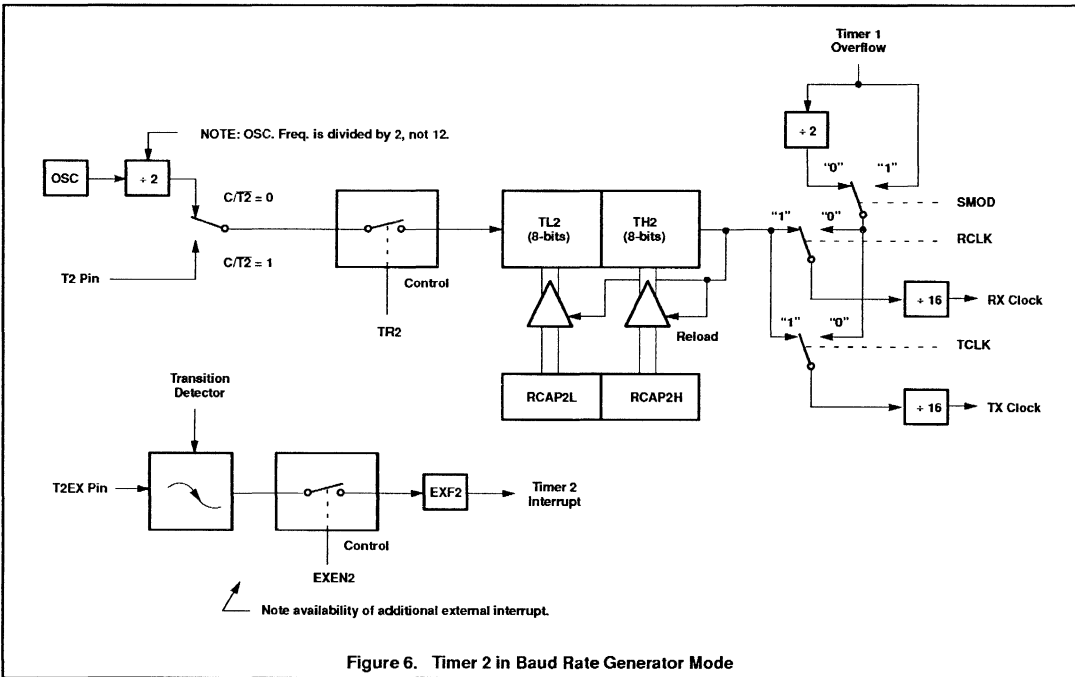 Timer 1
Overflow
÷ 2
"0"
"1"
SMOD
NOTE: OSC. Freq. is divided by 2, not 12.
OSC
÷ 2
C/T2 = 0
C/T2 = 1
T2 Pin
Control
TR2
TL2
(8-bits)
TH2
(8-bits)
Reload
RCAP2L
RCAP2H
"1"
"0"
RCLK
÷ 16
RX Clock
"1"
"0"
TCLK
÷ 16
TX Clock
Transition
Detector
T2EX Pin
Control
EXEN2
EXF2
Timer 2
Interrupt
Note availability of additional external interrupt.
Figure 6. Timer 2 in Baud Rate Generator Mode